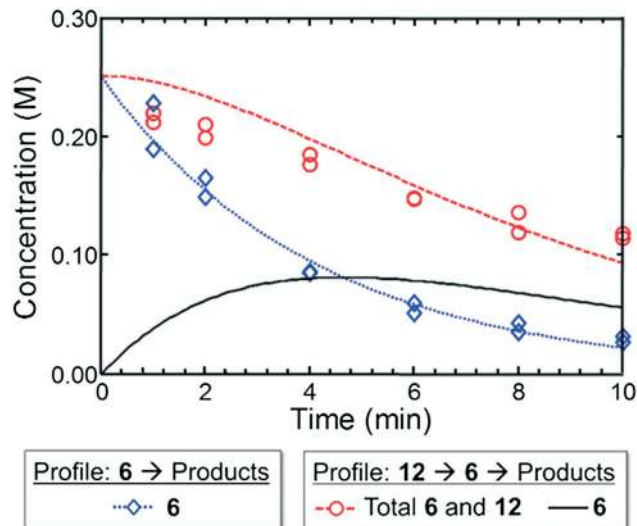 0.30
0.20
0.10
0.00
Concentration (M)
0 2 4 6 8 10
Time (min)
Profile: 6 → Products
6
Profile: 12 → 6 → Products
Total 6 and 12 6